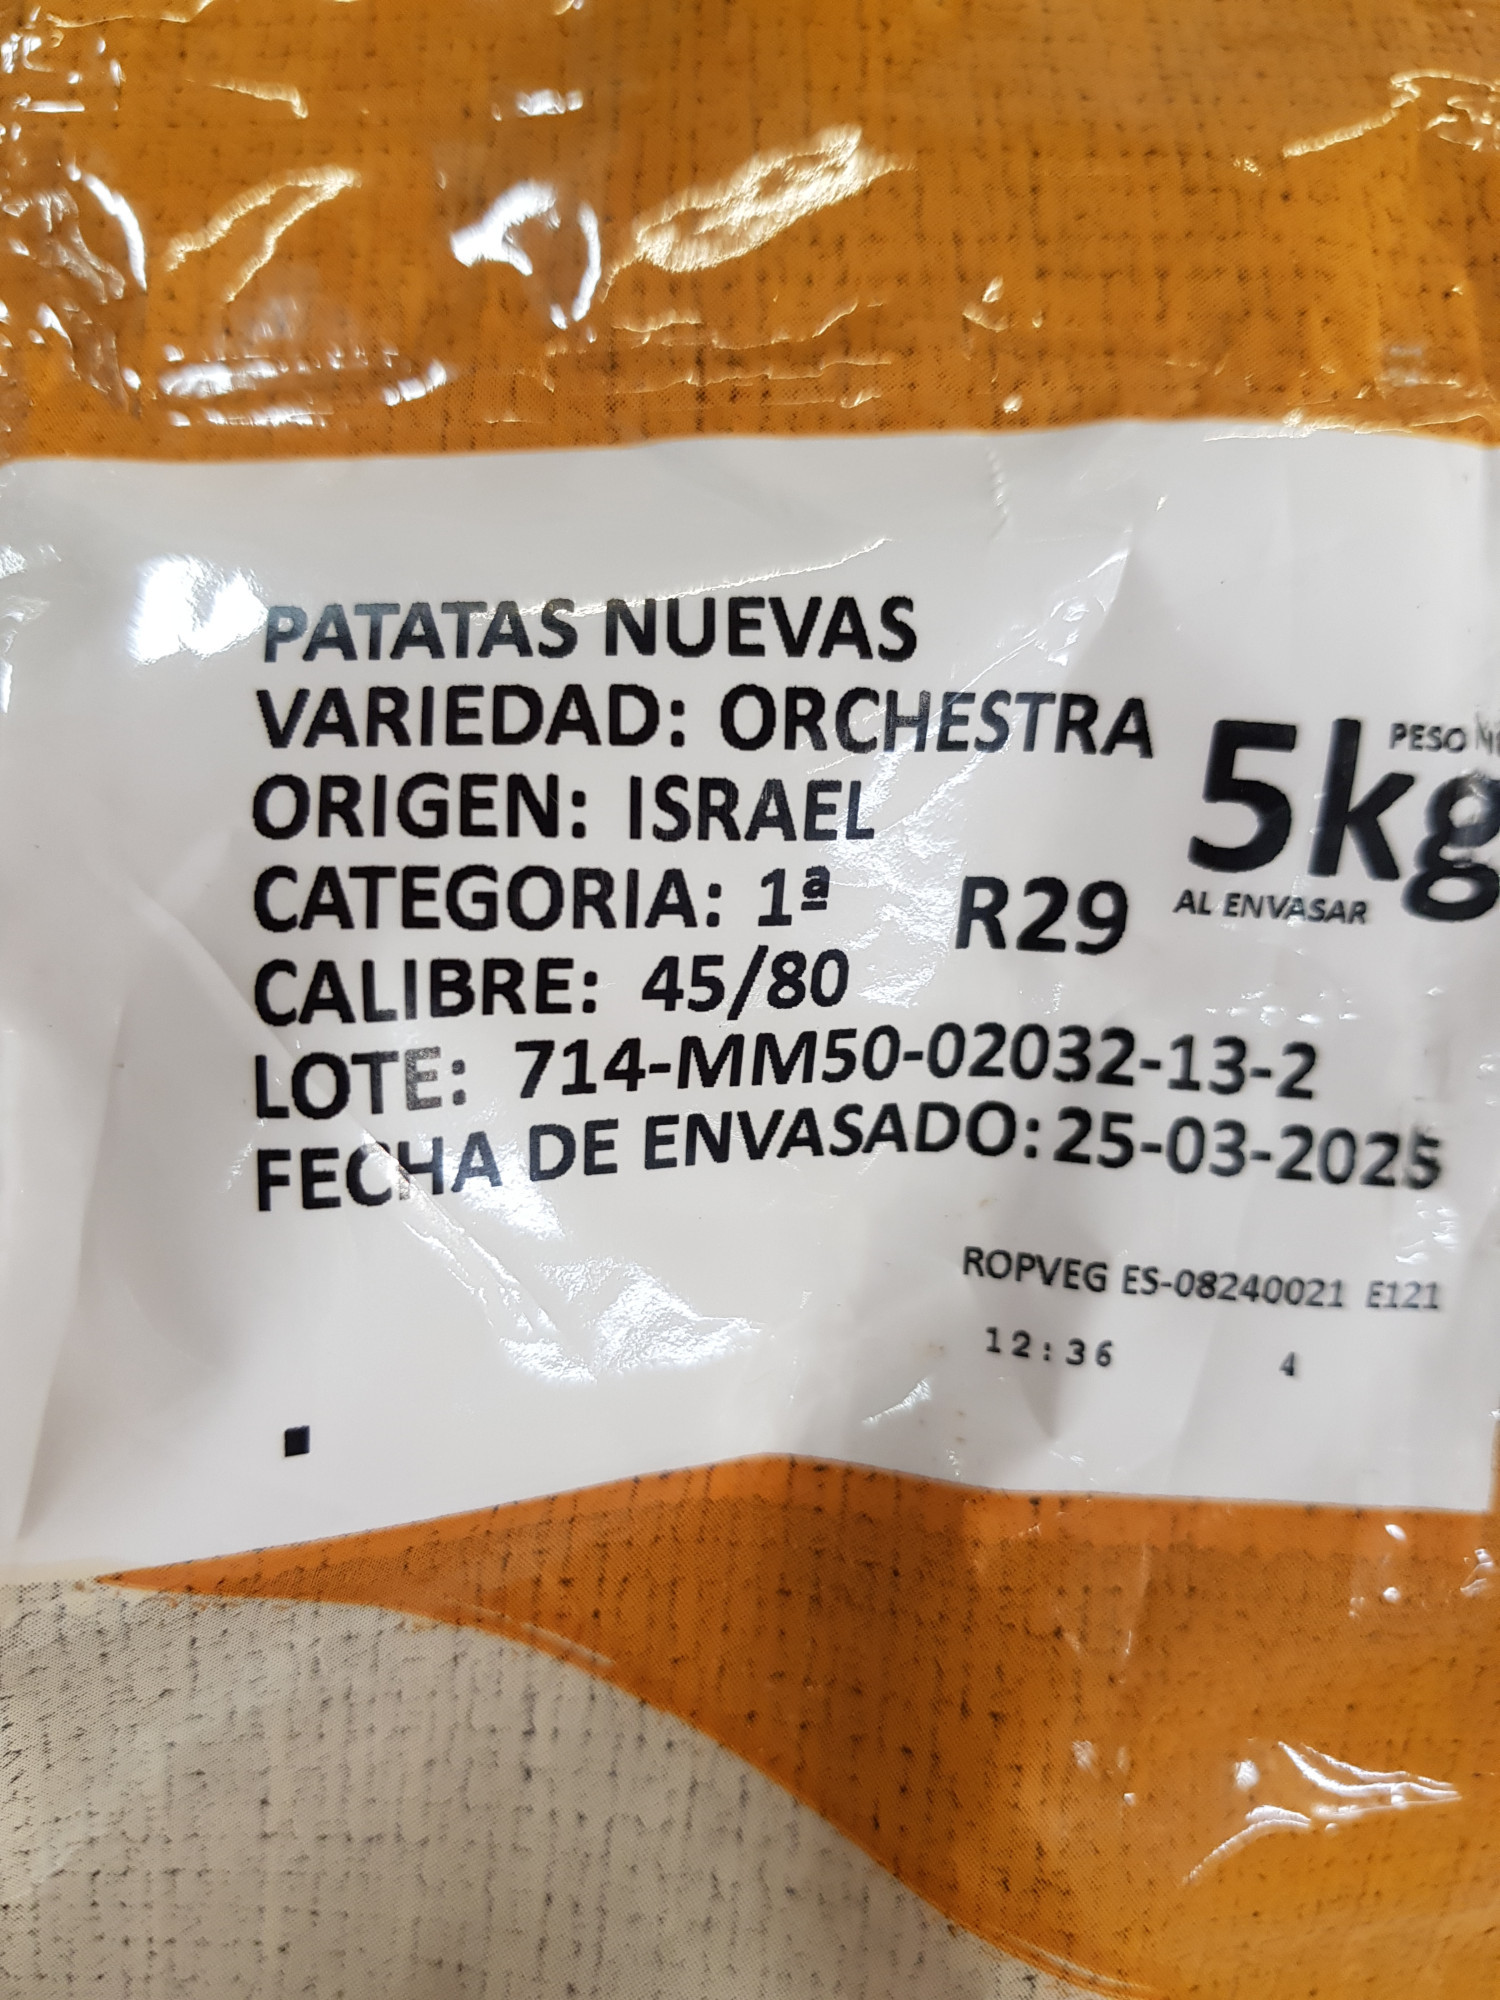 PATATAS NUEVAS
VARIEDAD: ORCHESTRA
ORIGEN: ISRAEL
CATEGORIA: 1ª
CALIBRE: 45/80
LOTE: 714-MM50-02032-13-2
FECHA DE ENVASADO: 25-03-2025
R29
PESO
5kg
AL ENVASAR
ROPVEG ES-08240021 E121
12:36 4